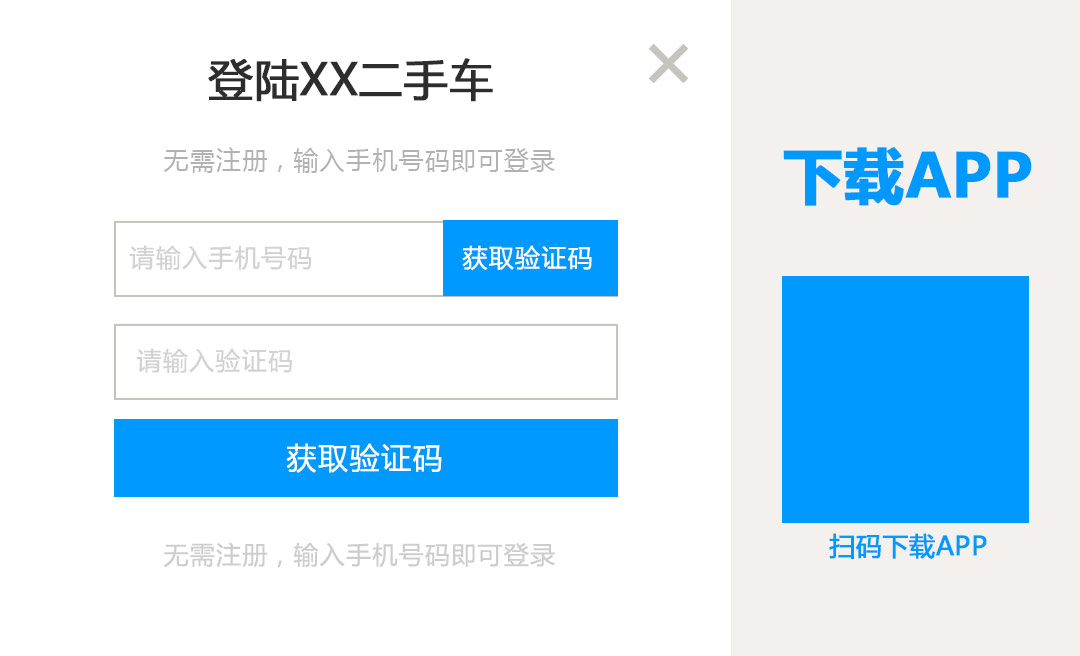 登陆XX二手车
无需注册，输入手机号码即可登录
请输入手机号码
获取验证码
请输入验证码
获取验证码
无需注册，输入手机号码即可登录
下载APP
扫码下载APP